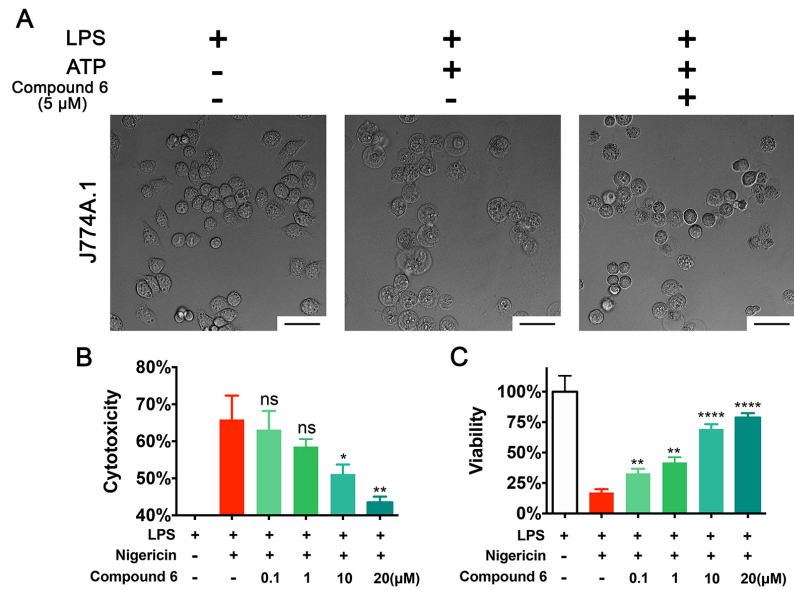 A
LPS + + +
ATP - + +
Compound 6
(5 μM) - - +
J774A.1
B
80%
70%
60%
50%
40%
Cytotoxicity
ns
ns
*
**
LPS + + + + + +
Nigericin - + + + + +
Compound 6 - - 0.1 1 10 20(μM)
C
100%
75%
50%
25%
0%
Viability
**
**
****
****
LPS + + + + + +
Nigericin - + + + + +
Compound 6 - - 0.1 1 10 20(μM)